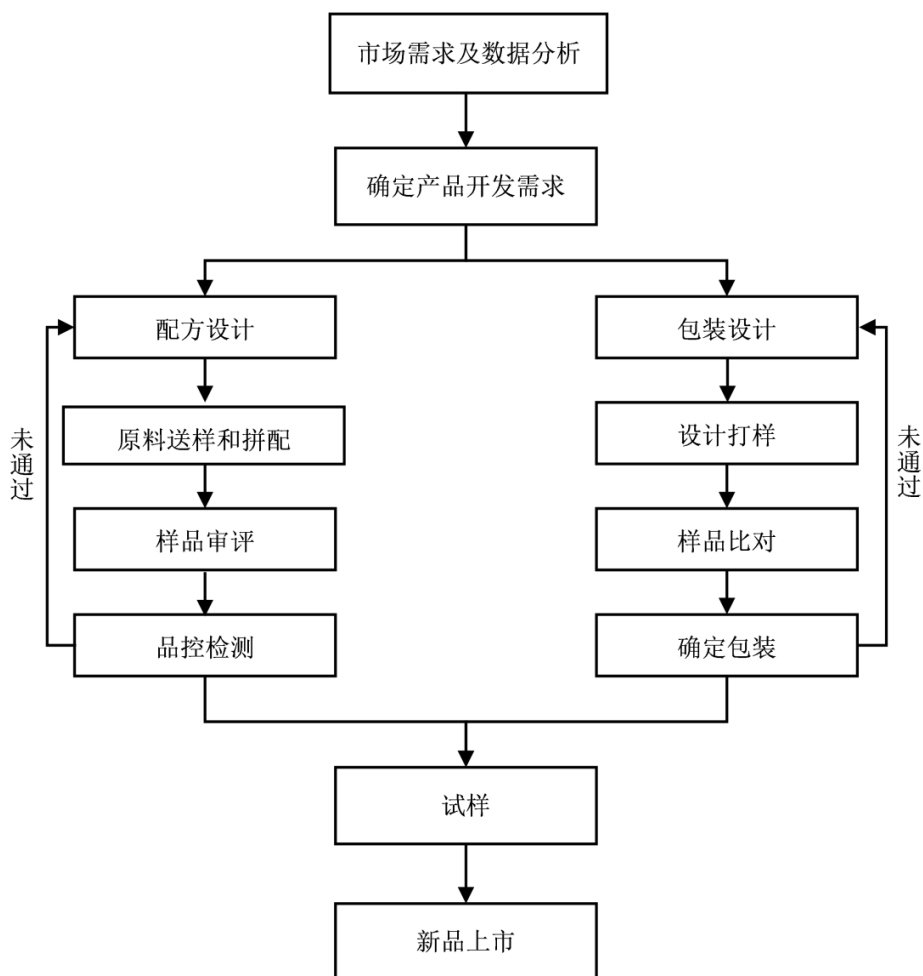 市场需求及数据分析
确定产品开发需求
配方设计
包装设计
原料送样和拼配
设计打样
未通过
未通过
样品审评
样品比对
品控检测
确定包装
试样
新品上市